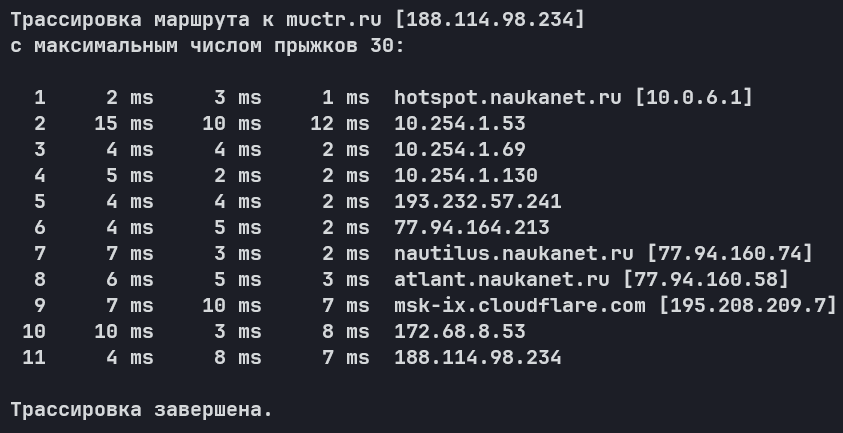 Трассировка маршрута к muctr.ru [188.114.98.234]
с максимальным числом прыжков 30:
1 2 ms 3 ms 1 ms hotspot.naukanet.ru [10.0.6.1]
2 15 ms 10 ms 12 ms 10.254.1.53
3 4 ms 4 ms 2 ms 10.254.1.69
4 5 ms 2 ms 2 ms 10.254.1.130
5 4 ms 4 ms 2 ms 193.232.57.241
6 4 ms 5 ms 2 ms 77.94.164.213
7 7 ms 3 ms 2 ms nautilus.naukanet.ru [77.94.160.74]
8 6 ms 5 ms 3 ms atlant.naukanet.ru [77.94.160.58]
9 7 ms 10 ms 7 ms msk-ix.cloudflare.com [195.208.209.7]
10 10 ms 3 ms 8 ms 172.68.8.53
11 4 ms 8 ms 7 ms 188.114.98.234
Трассировка завершена.